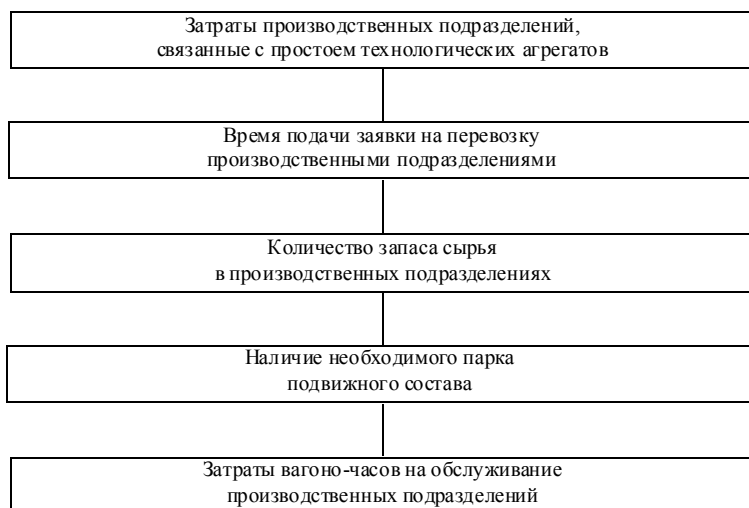 Затраты производственных подразделений,
связанные с простоем технологических агрегатов
Время подачи заявки на перевозку
производственными подразделениями
Количество запаса сырья
в производственных подразделениях
Наличие необходимого парка
подвижного состава
Затраты вагоно-часов на обслуживание
производственных подразделений